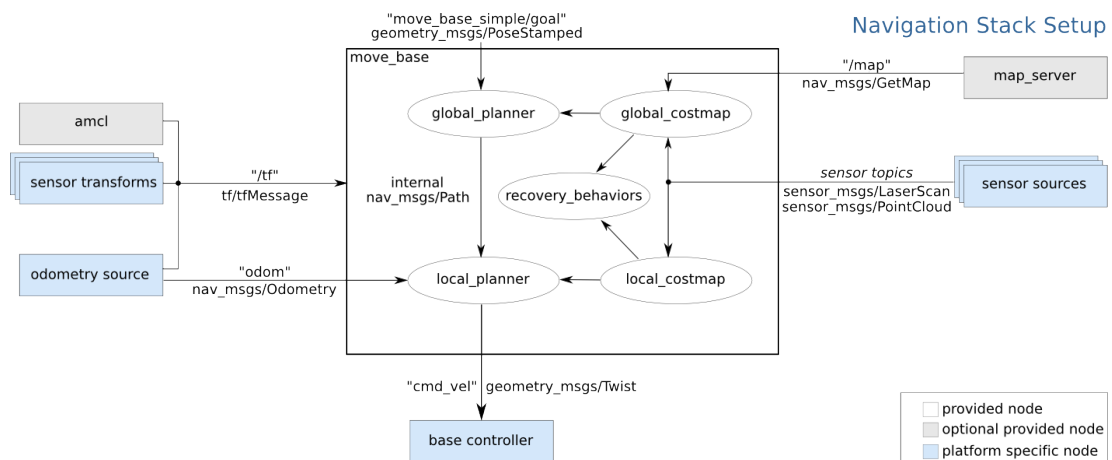 Navigation Stack Setup
"move_base_simple/goal"
geometry_msgs/PoseStamped
move_base
"/map"
nav_msgs/GetMap
map_server
amcl
global_planner
global_costmap
sensor transforms
"/tf"
tf/tfMessage
internal
nav_msgs/Path
recovery_behaviors
sensor topics
sensor_msgs/LaserScan
sensor_msgs/PointCloud
sensor sources
odometry source
"odom"
nav_msgs/Odometry
local_planner
local_costmap
"cmd_vel" geometry_msgs/Twist
base controller
provided node
optional provided node
platform specific node